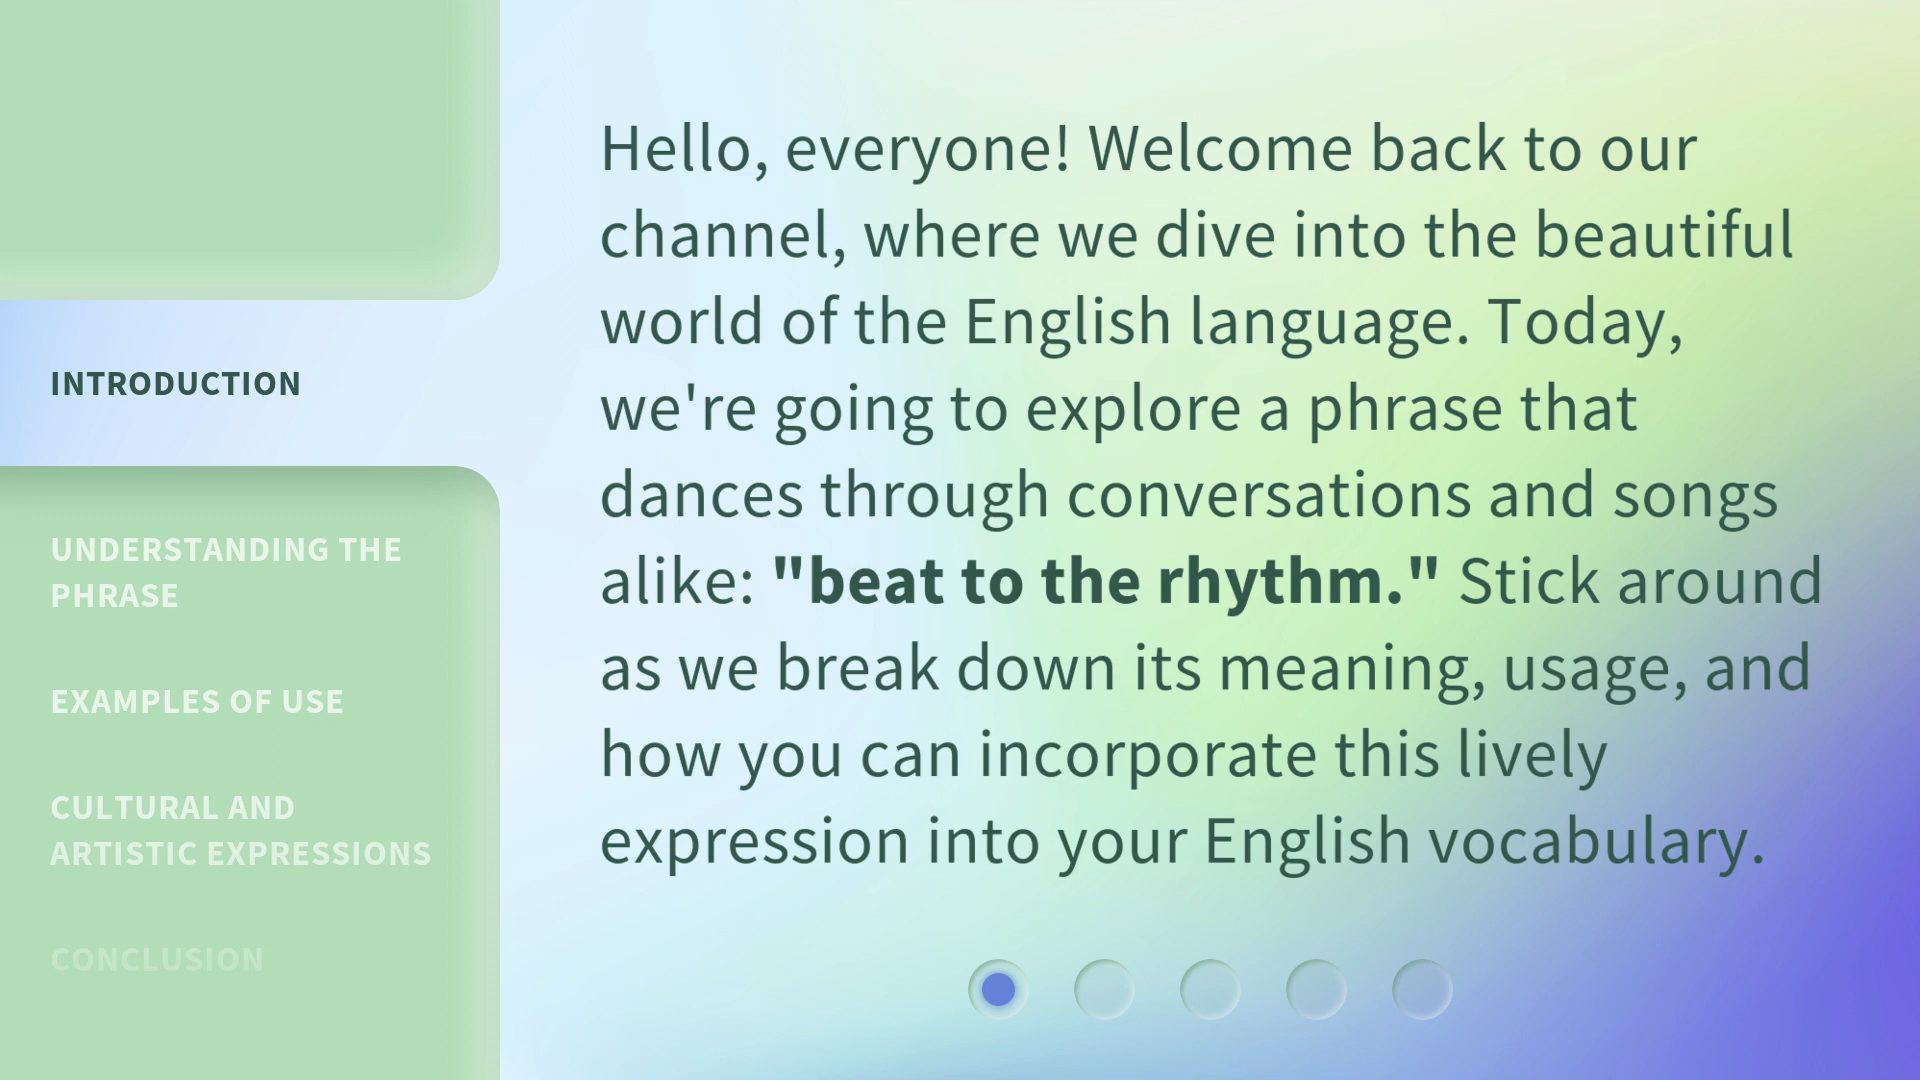 INTRODUCTION
UNDERSTANDING THE
PHRASE
EXAMPLES OF USE
CULTURAL AND
ARTISTIC EXPRESSIONS
CONCLUSION
Hello, everyone! Welcome back to our
channel, where we dive into the beautiful
world of the English language. Today,
we're going to explore a phrase that
dances through conversations and songs
alike: "beat to the rhythm." Stick around
as we break down its meaning, usage, and
how you can incorporate this lively
expression into your English vocabulary.